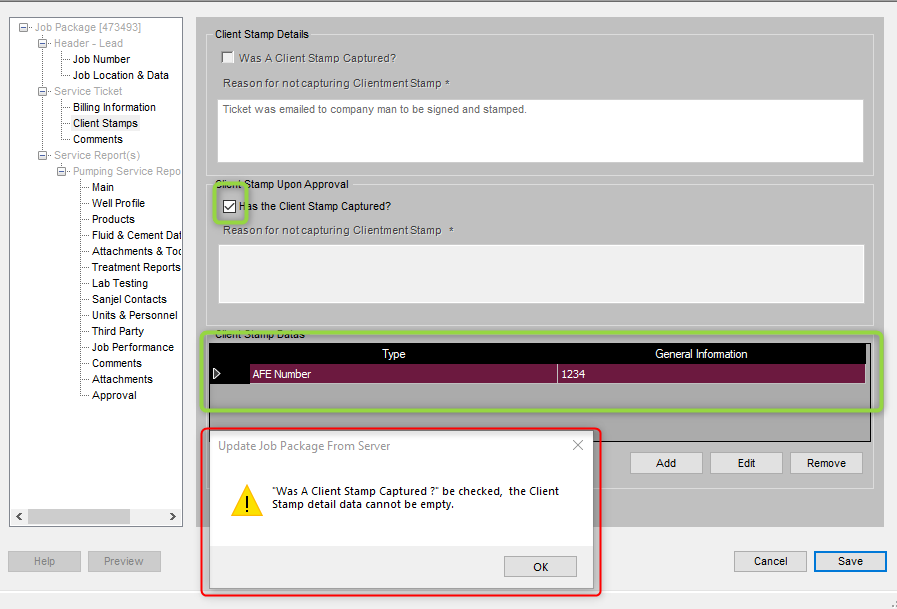 Job Package [473493]
Header - Lead
Job Number
Job Location & Data
Service Ticket
Billing Information
Client Stamps
Comments
Service Report(s)
Pumping Service Repo
Main
Well Profile
Products
Fluid & Cement Dat
Attachments & Too
Treatment Reports
Lab Testing
Sanjel Contacts
Units & Personnel
Third Party
Job Performance
Comments
Attachments
Approval
Client Stamp Details
Was A Client Stamp Captured?
Reason for not capturing Clientment Stamp *
Ticket was emailed to company man to be signed and stamped.
Client Stamp Upon Approval
Has the Client Stamp Captured?
Reason for not capturing Clientment Stamp *
Client Stamp Datas
Type General Information
AFE Number 1234
Add Edit Remove
Update Job Package From Server
"Was A Client Stamp Captured ?" be checked, the Client
Stamp detail data cannot be empty.
OK
Help Preview Cancel Save